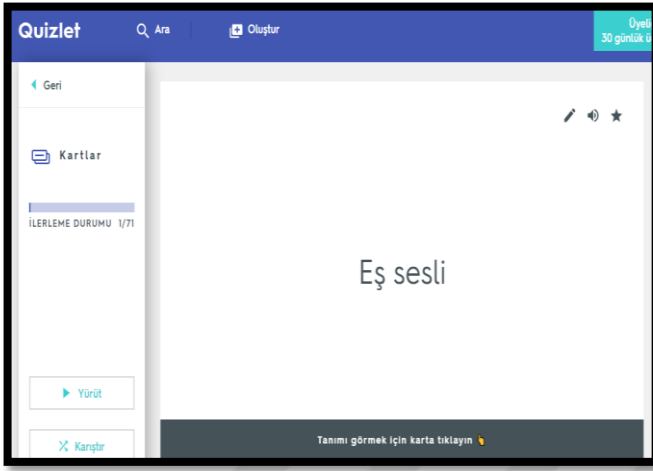 Quizlet
Ara
Oluştur
30 günlük
Geri
Kartlar
İLERLEME DURUMU 1/71
Eş sesli
Yürüt
Karıştır
Tanımı görmek için karta tıklayın